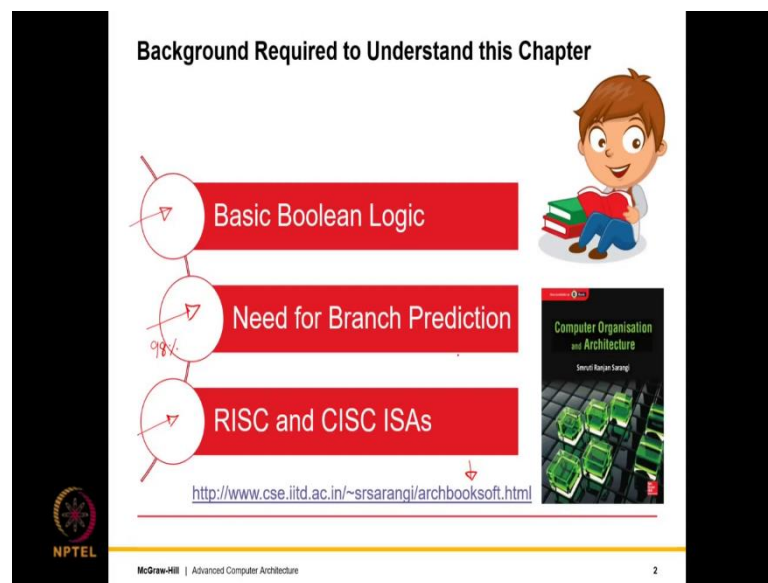 Background Required to Understand this Chapter
Basic Boolean Logic
Need for Branch Prediction
98%
RISC and CISC ISAs
http://www.cse.iitd.ac.in/~srsarangi/archbooksoft.html
Computer Organisation
and Architecture
Smruti Ranjan Sarangi
NPTEL
McGraw-Hill | Advanced Computer Architecture
2